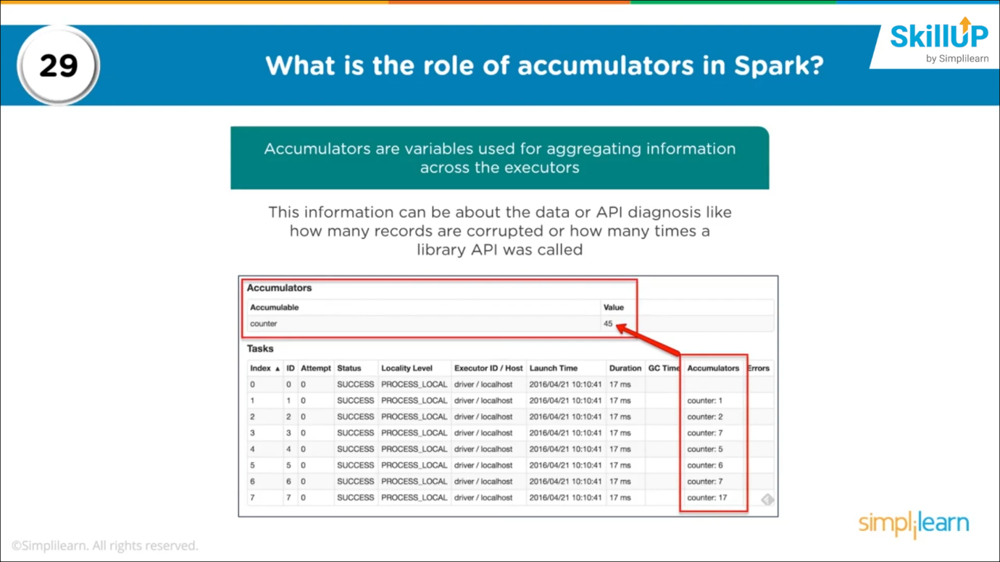 29
What is the role of accumulators in Spark?
SkillUP
by Simplilearn
Accumulators are variables used for aggregating information
across the executors
This information can be about the data or API diagnosis like
how many records are corrupted or how many times a
library API was called
Accumulators
Accumulable Value
counter 45
Tasks
Index ▲ ID Attempt Status Locality Level Executor ID / Host Launch Time Duration GC Time Accumulators Errors
0 0 0 SUCCESS PROCESS_LOCAL driver / localhost 2016/04/21 10:10:41 17 ms
1 1 0 SUCCESS PROCESS_LOCAL driver / localhost 2016/04/21 10:10:41 17 ms counter: 1
2 2 0 SUCCESS PROCESS_LOCAL driver / localhost 2016/04/21 10:10:41 17 ms counter: 2
3 3 0 SUCCESS PROCESS_LOCAL driver / localhost 2016/04/21 10:10:41 17 ms counter: 7
4 4 0 SUCCESS PROCESS_LOCAL driver / localhost 2016/04/21 10:10:41 17 ms counter: 5
5 5 0 SUCCESS PROCESS_LOCAL driver / localhost 2016/04/21 10:10:41 17 ms counter: 6
6 6 0 SUCCESS PROCESS_LOCAL driver / localhost 2016/04/21 10:10:41 17 ms counter: 7
7 7 0 SUCCESS PROCESS_LOCAL driver / localhost 2016/04/21 10:10:41 17 ms counter: 17
simplilearn
©Simplilearn. All rights reserved.